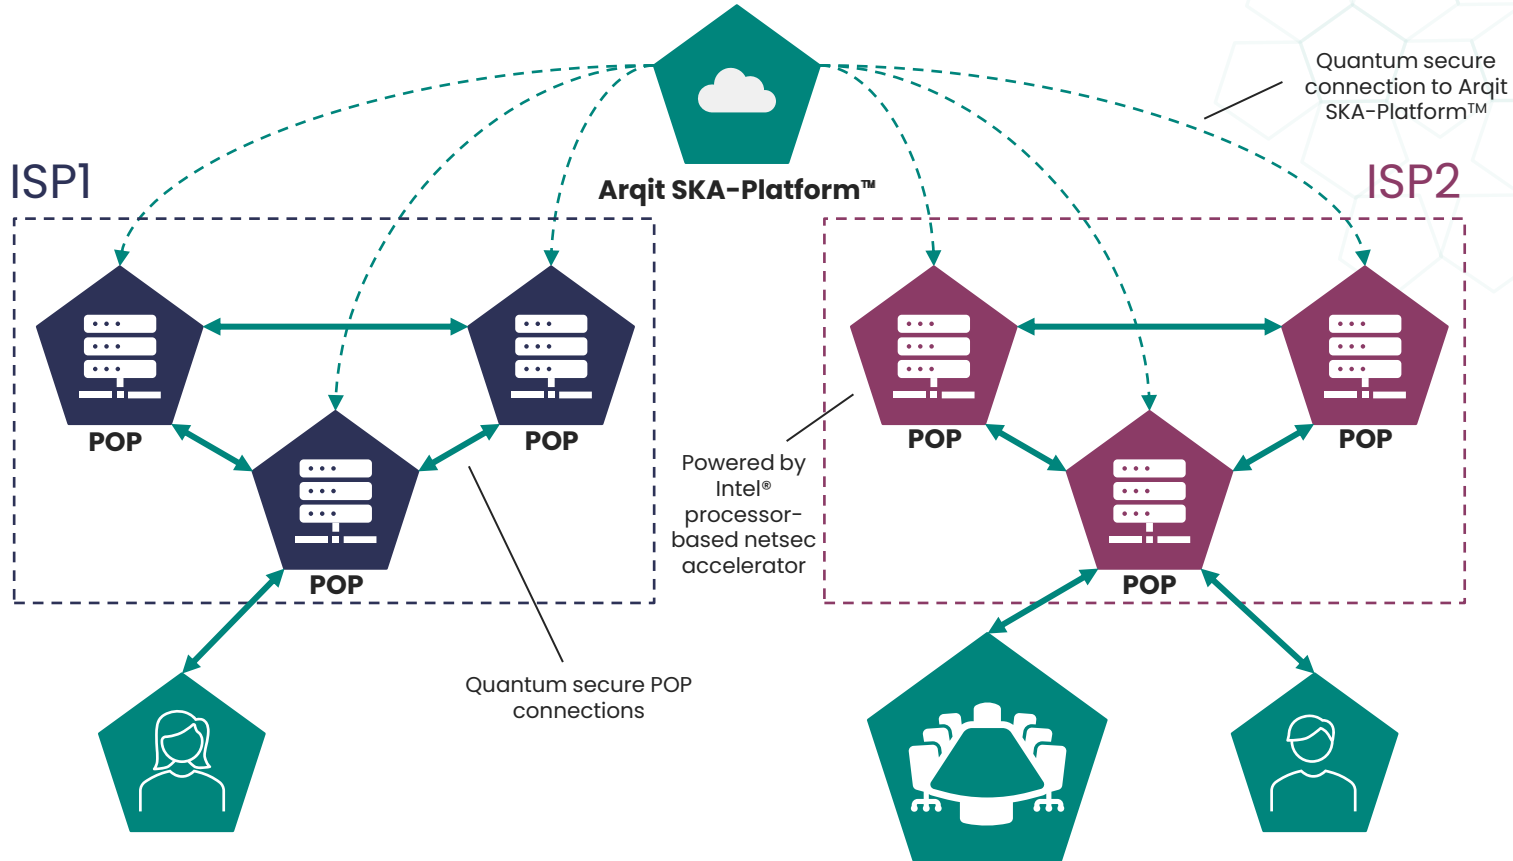 Quantum secure
connection to Arqit
SKA-Platform™
ISP1
Arqit SKA-Platform™
ISP2
POP
POP
POP
POP
Powered by
Intel®
processor-
based netsec
accelerator
POP
POP
Quantum secure POP
connections